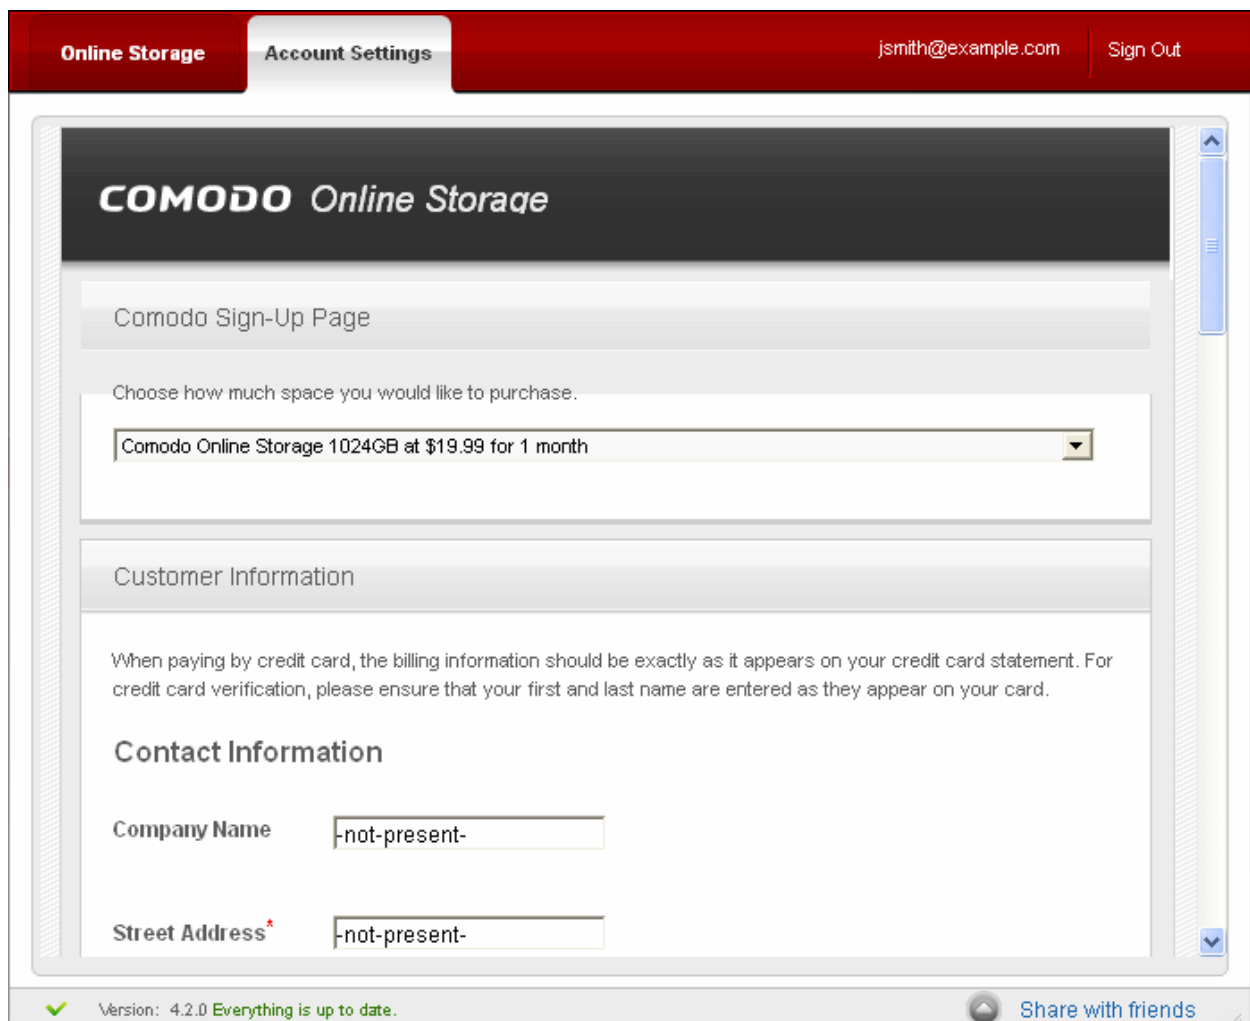 Online Storage
Account Settings
jsmith@example.com
Sign Out
COMODO Online Storage
Comodo Sign-Up Page
Choose how much space you would like to purchase.
Comodo Online Storage 1024GB at $19.99 for 1 month
Customer Information
When paying by credit card, the billing information should be exactly as it appears on your credit card statement. For
credit card verification, please ensure that your first and last name are entered as they appear on your card.
Contact Information
Company Name
-not-present-
Street Address*
-not-present-
Version: 4.2.0 Everything is up to date.
Share with friends